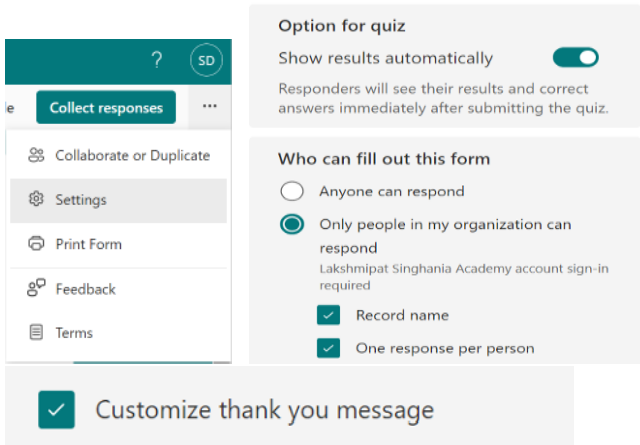 ? SD
le Collect responses ...
Collaborate or Duplicate
Settings
Print Form
Feedback
Terms
Option for quiz
Show results automatically
Responders will see their results and correct
answers immediately after submitting the quiz.
Who can fill out this form
Anyone can respond
Only people in my organization can
respond
Lakshmipat Singhania Academy account sign-in
required
Record name
One response per person
Customize thank you message